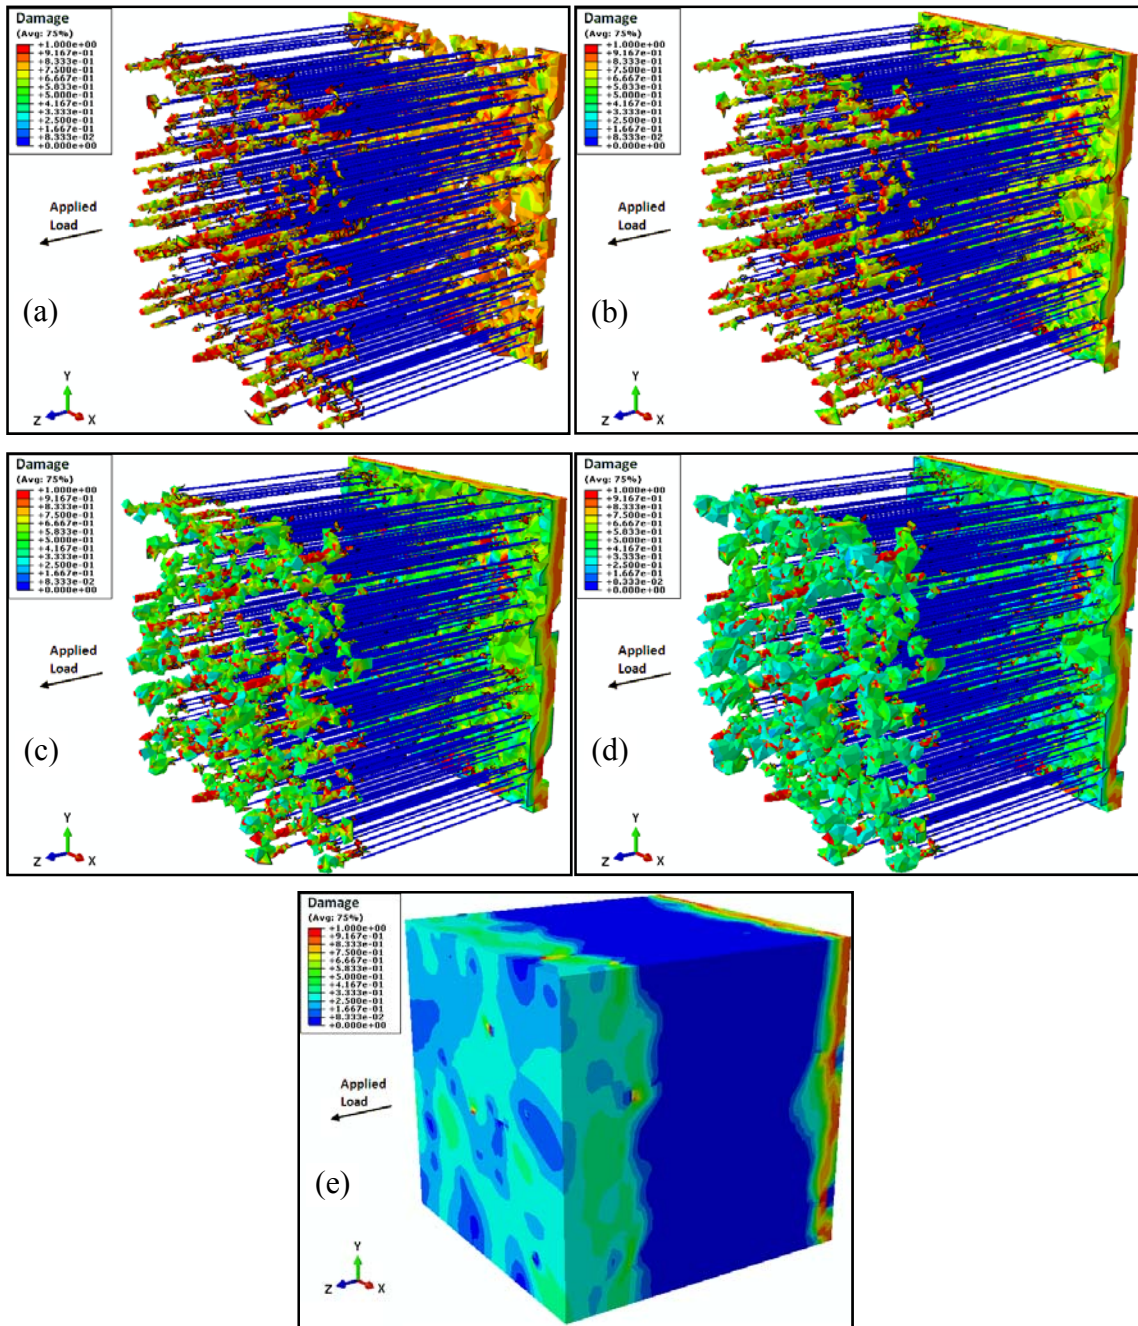 Damage
(Avg: 75%)
+1.000e+00
+9.167e-01
+8.333e-01
+7.500e-01
+6.667e-01
+5.833e-01
+5.000e-01
+4.167e-01
+3.333e-01
+2.500e-01
+1.667e-01
+8.333e-02
+0.000e+00
Applied
Load
(a)
Y
Z
X
Damage
(Avg: 75%)
+1.000e+00
+9.167e-01
+8.333e-01
+7.500e-01
+6.667e-01
+5.833e-01
+5.000e-01
+4.167e-01
+3.333e-01
+2.500e-01
+1.667e-01
+8.333e-02
+0.000e+00
Applied
Load
(b)
Y
Z
X
Damage
(Avg: 75%)
+1.000e+00
+9.167e-01
+8.333e-01
+7.500e-01
+6.667e-01
+5.833e-01
+5.000e-01
+4.167e-01
+3.333e-01
+2.500e-01
+1.667e-01
+8.333e-02
+0.000e+00
Applied
Load
(c)
Y
Z
X
Damage
(Avg: 75%)
+1.000e+00
+9.167e-01
+8.333e-01
+7.500e-01
+6.667e-01
+5.833e-01
+5.000e-01
+4.167e-01
+3.333e-01
+2.500e-01
+1.667e-01
+8.333e-02
+0.000e+00
Applied
Load
(d)
Y
Z
X
Damage
(Avg: 75%)
+1.000e+00
+9.167e-01
+8.333e-01
+7.500e-01
+6.667e-01
+5.833e-01
+5.000e-01
+4.167e-01
+3.333e-01
+2.500e-01
+1.667e-01
+8.333e-02
+0.000e+00
Applied
Load
(e)
Y
Z
X